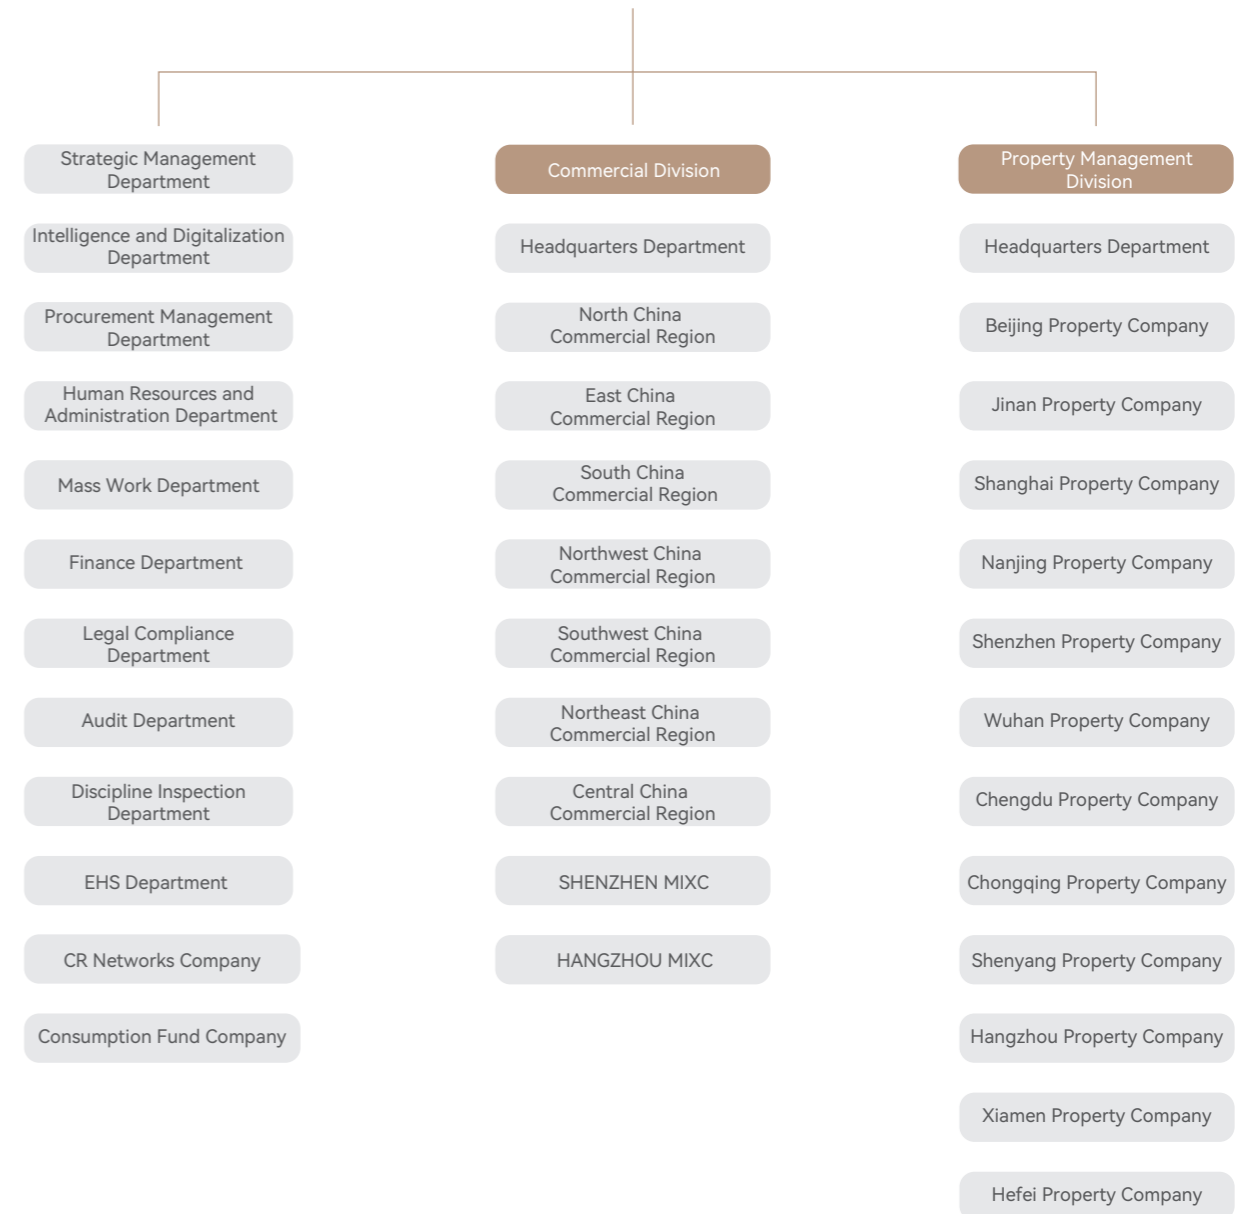 Strategic Management
Department
Intelligence and Digitalization
Department
Procurement Management
Department
Human Resources and
Administration Department
Mass Work Department
Finance Department
Legal Compliance
Department
Audit Department
Discipline Inspection
Department
EHS Department
CR Networks Company
Consumption Fund Company
Commercial Division
Headquarters Department
North China
Commercial Region
East China
Commercial Region
South China
Commercial Region
Northwest China
Commercial Region
Southwest China
Commercial Region
Northeast China
Commercial Region
Central China
Commercial Region
SHENZHEN MIXC
HANGZHOU MIXC
Property Management
Division
Headquarters Department
Beijing Property Company
Jinan Property Company
Shanghai Property Company
Nanjing Property Company
Shenzhen Property Company
Wuhan Property Company
Chengdu Property Company
Chongqing Property Company
Shenyang Property Company
Hangzhou Property Company
Xiamen Property Company
Hefei Property Company